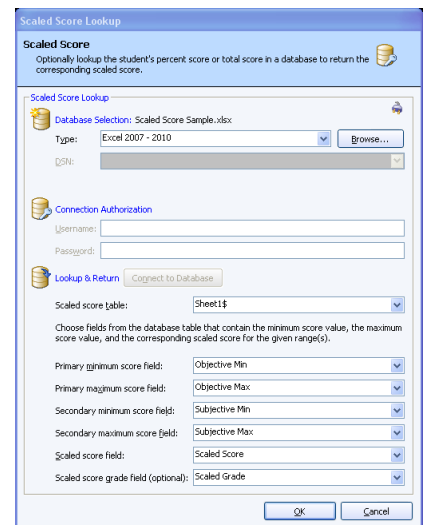 Scaled Score Lookup
Scaled Score
Optionally lookup the student's percent score or total score in a database to return the
corresponding scaled score.
Scaled Score Lookup
Database Selection: Scaled Score Sample.xlsx
Type: Excel 2007 - 2010 Browse...
DSN:
Connection Authorization
Username:
Password:
Lookup & Return Connect to Database
Scaled score table: Sheet1$
Choose fields from the database table that contain the minimum score value, the maximum
score value, and the corresponding scaled score for the given range(s).
Primary minimum score field: Objective Min
Primary maximum score field: Objective Max
Secondary minimum score field: Subjective Min
Secondary maximum score field: Subjective Max
Scaled score field: Scaled Score
Scaled score grade field (optional): Scaled Grade
OK Cancel